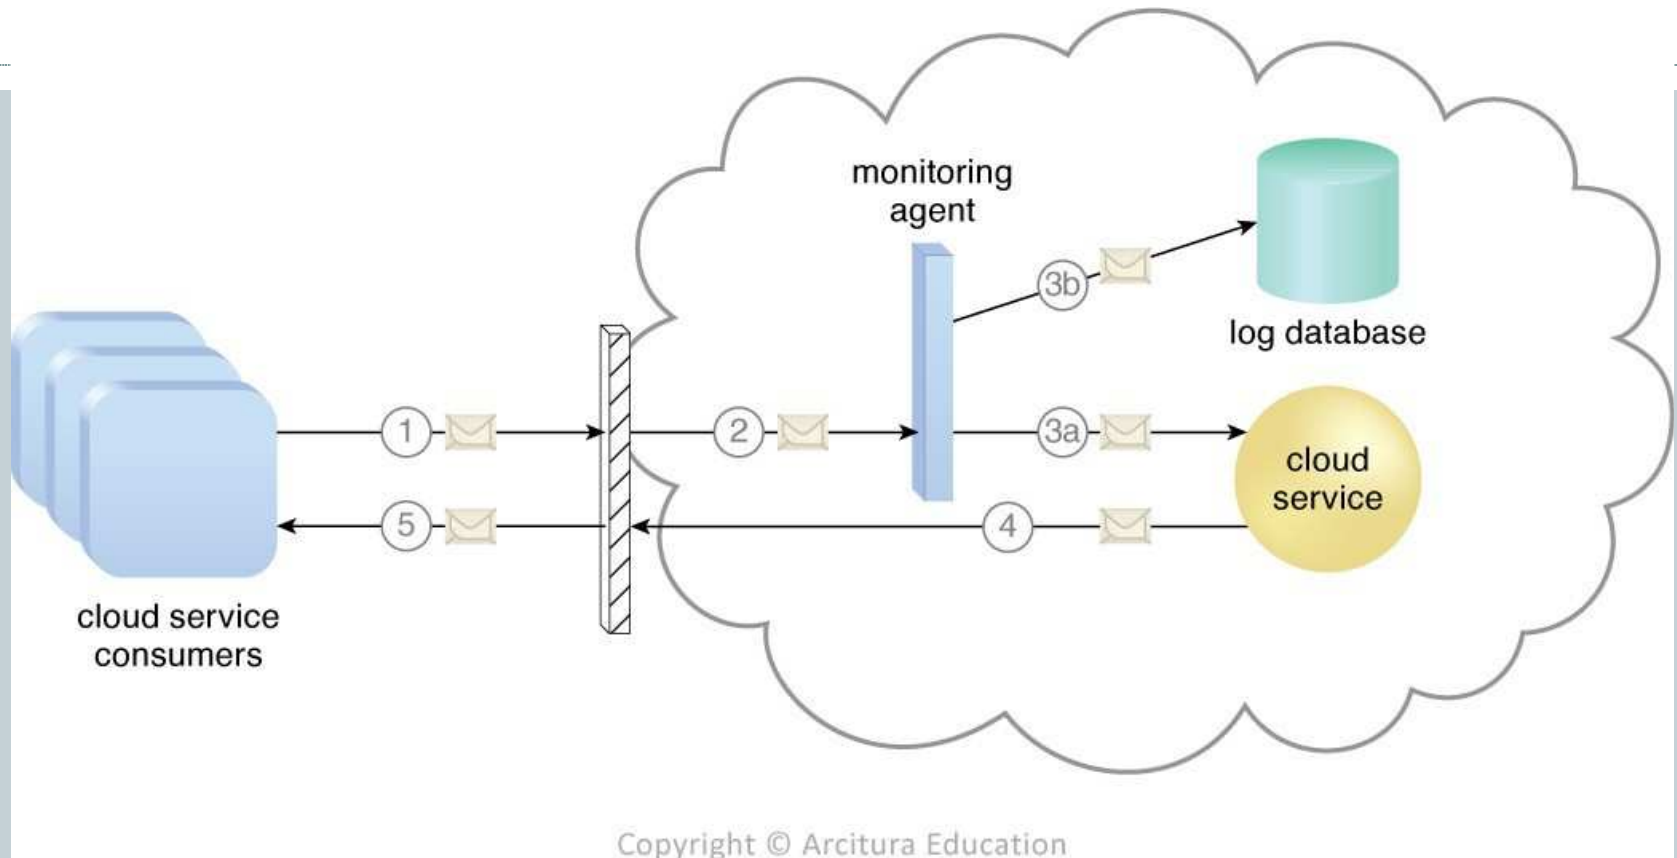 monitoring
agent
3b
log database
1
2
3a
cloud
service
5
4
cloud service
consumers
Copyright © Arcitura Education